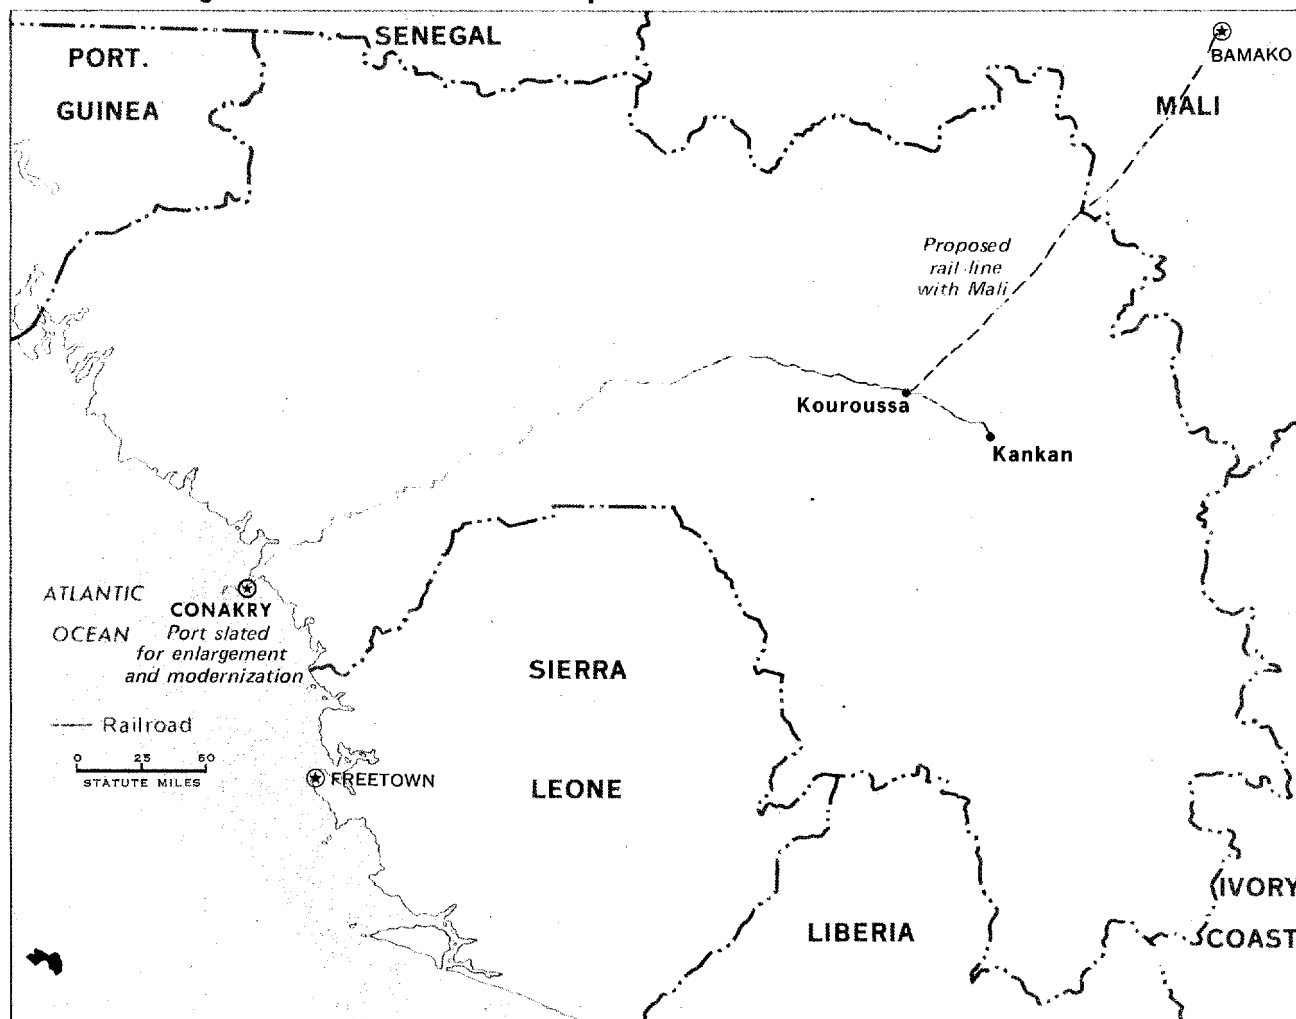 SENEGAL
PORT.
GUINEA
BAMAKO
MALI
Proposed
rail line
with Mali
Kouroussa
Kankan
ATLANTIC
OCEAN
CONAKRY
Port slated
for enlargement
and modernization
SIERRA
LEONE
Railroad
0 25 50
STATUTE MILES
FREETOWN
LIBERIA
IVORY
COAST